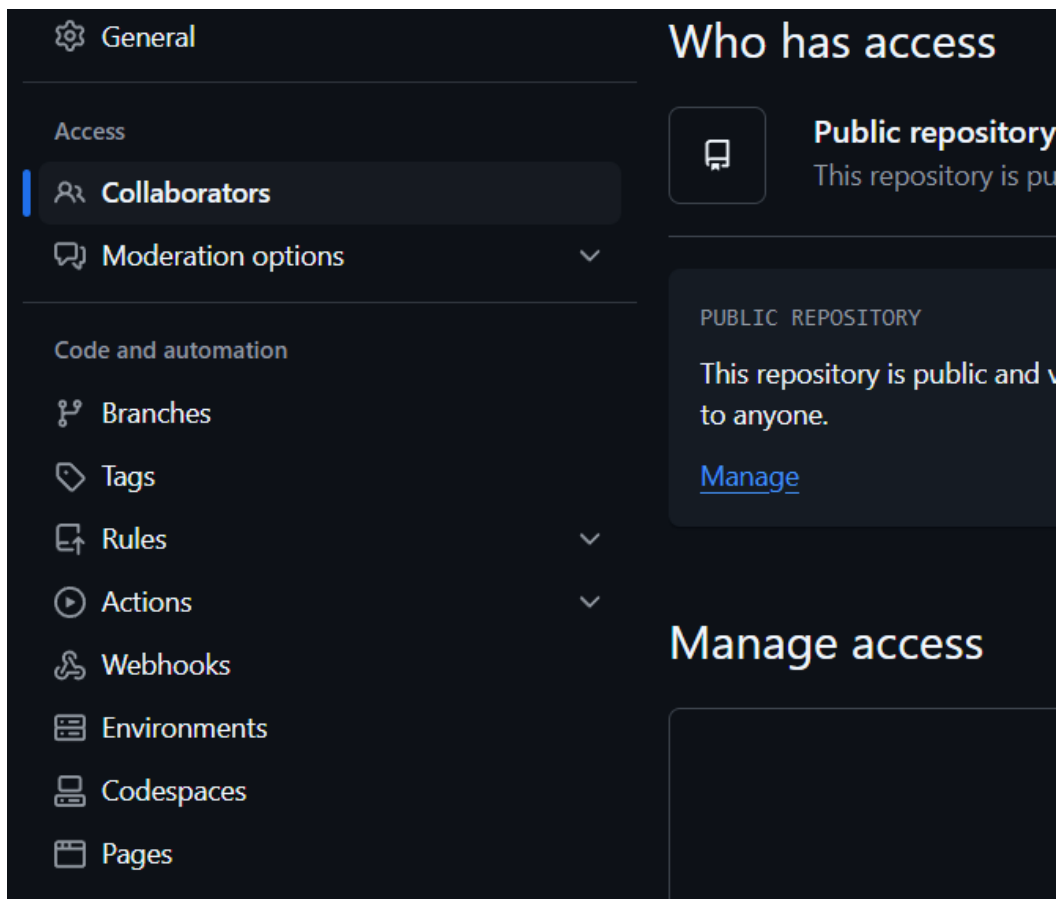 General
Access
Collaborators
Moderation options
Code and automation
Branches
Tags
Rules
Actions
Webhooks
Environments
Codespaces
Pages
Who has access
Public repository
This repository is
PUBLIC REPOSITORY
This repository is public and
to anyone.
Manage
Manage access